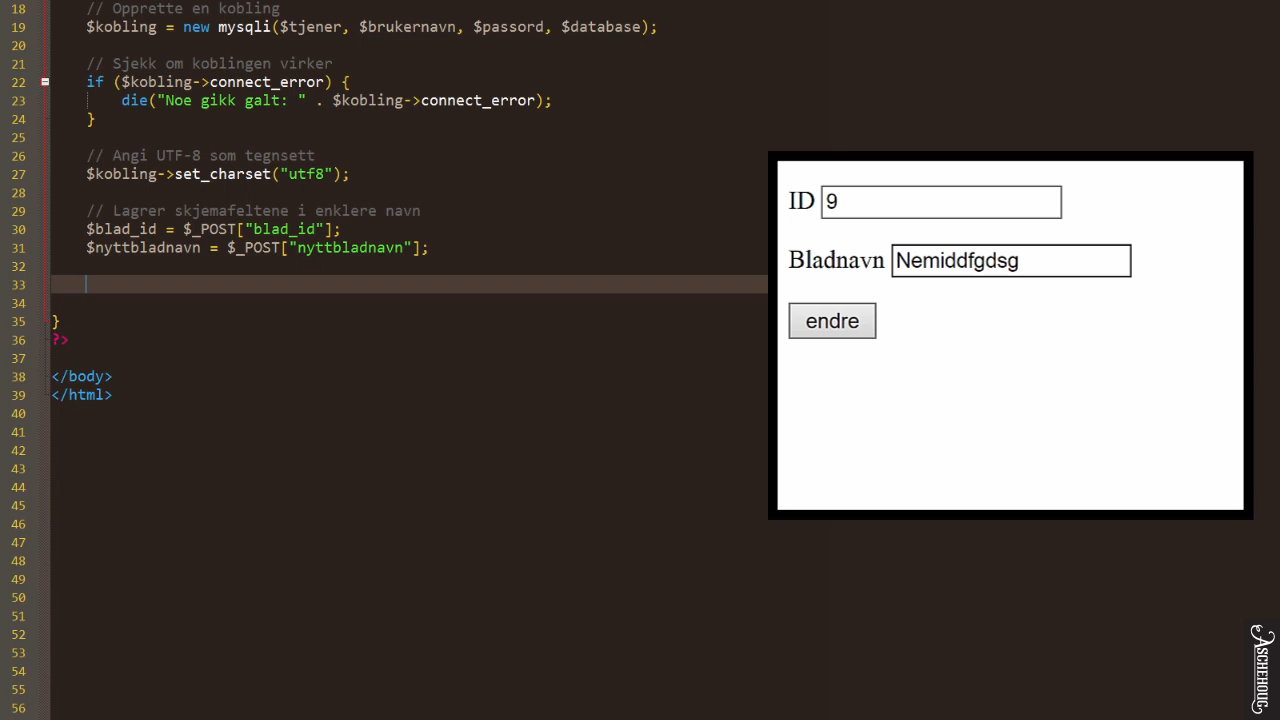 18 // Opprette en kobling
19 $kobling = new mysqli($tjener, $brukernavn, $passord, $database);
20
21 // Sjekk om koblingen virker
22 if ($kobling->connect_error) {
23 die("Noe gikk galt: " . $kobling->connect_error);
24 }
25
26 // Angi UTF-8 som tegnsett
27 $kobling->set_charset("utf8");
28
29 // Lagrer skjemafeltene i enklere navn
30 $blad_id = $_POST["blad_id"];
31 $nyttbladnavn = $_POST["nyttbladnavn"];
32
33
34
35 }
36 ?>
37
38 </body>
39 </html>
40
41
42
43
44
45
46
47
48
49
50
51
52
53
54
55
56
ID 9
Bladnavn Nemiddfgdsg
endre
ASCHEHOUG